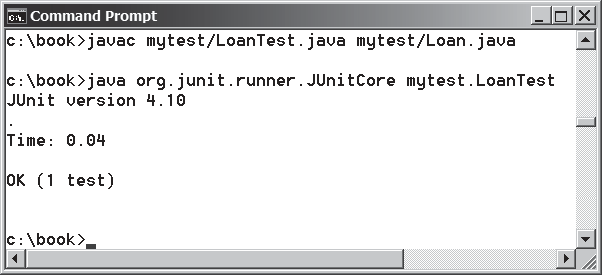 Command Prompt
c:\book>javac mytest/LoanTest.java mytest/Loan.java
c:\book>java org.junit.runner.JUnitCore mytest.LoanTest
JUnit version 4.10
.
Time: 0.04
OK (1 test)
c:\book>